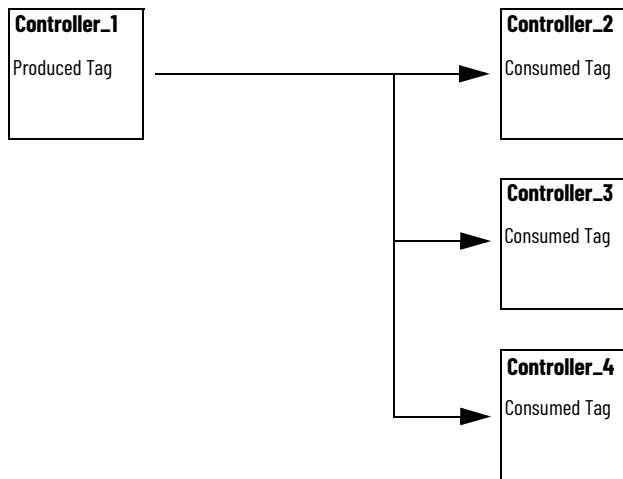 Controller_1
Produced Tag
Controller_2
Consumed Tag
Controller_3
Consumed Tag
Controller_4
Consumed Tag